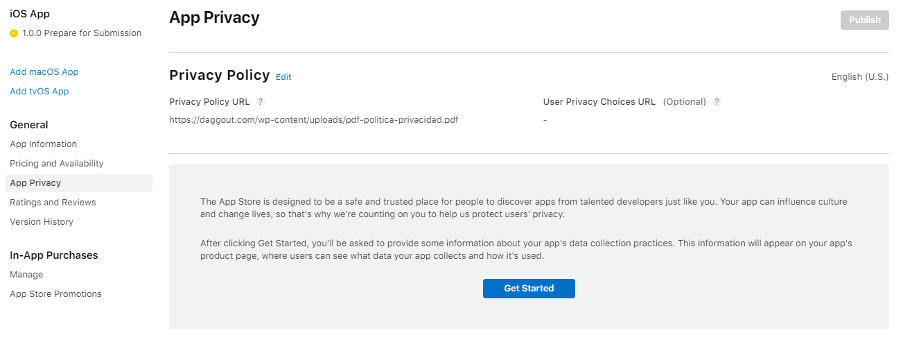 iOS App
1.0.0 Prepare for Submission
Add macOS App
Add tvOS App
General
App Information
Pricing and Availability
App Privacy
Ratings and Reviews
Version History
In-App Purchases
Manage
App Store Promotions
App Privacy
Publish
Privacy Policy Edit
English (U.S.)
Privacy Policy URL ?
User Privacy Choices URL (Optional) ?
https://daggout.com/wp-content/uploads/pdf-politica-privacidad.pdf
-
The App Store is designed to be a safe and trusted place for people to discover apps from talented developers just like you. Your app can influence culture
and change lives, so that's why we're counting on you to help us protect users' privacy.
After clicking Get Started, you'll be asked to provide some information about your app's data collection practices. This information will appear on your app's
product page, where users can see what data your app collects and how it's used.
Get Started